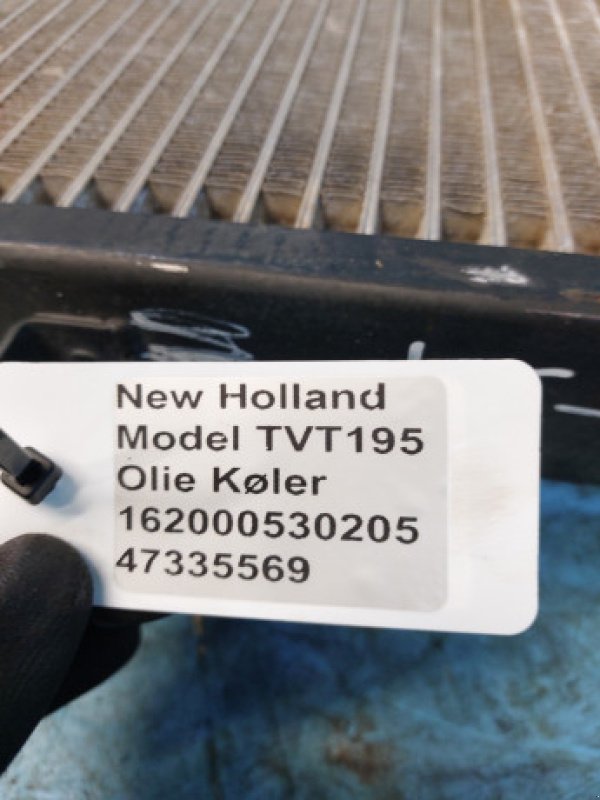 New Holland
Model TVT195
Olie Køler
162000530205
47335569